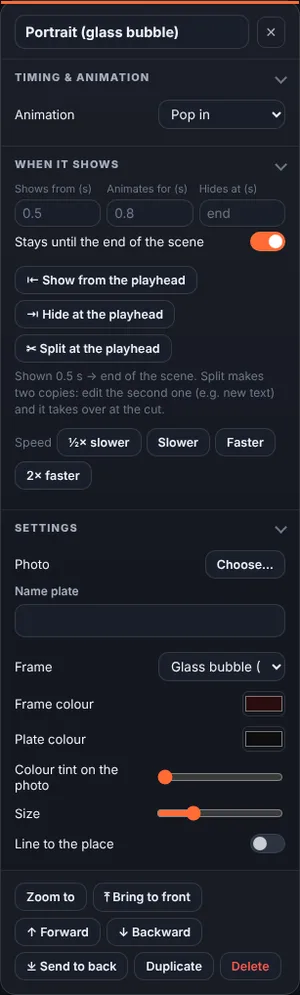 Portrait (glass bubble)
✕
TIMING & ANIMATION
Animation
Pop in
WHEN IT SHOWS
Shows from (s) Animates for (s) Hides at (s)
0.5 0.8 end
Stays until the end of the scene
⇤ Show from the playhead
⇥ Hide at the playhead
✂ Split at the playhead
Shown 0.5 s → end of the scene. Split makes
two copies: edit the second one (e.g. new text)
and it takes over at the cut.
Speed ½× slower Slower Faster
2× faster
SETTINGS
Photo Choose...
Name plate
Frame Glass bubble (
Frame colour
Plate colour
Colour tint on the
photo
Size
Line to the place
Zoom to ⤒ Bring to front
↑ Forward ↓ Backward
⤓ Send to back Duplicate Delete